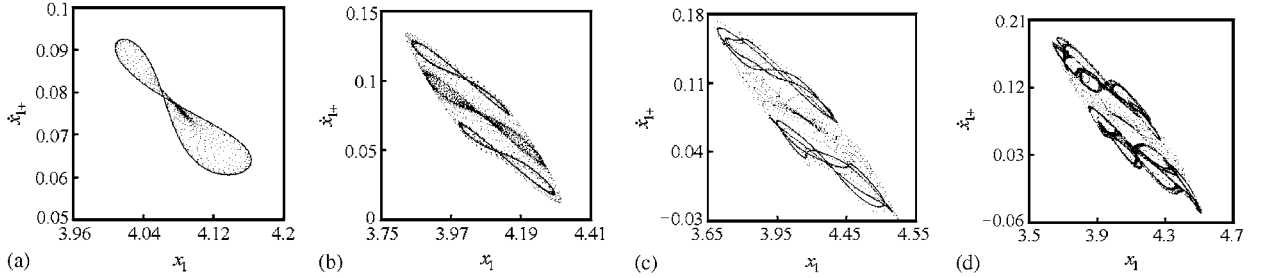 0.1
0.09
0.08
0.07
0.06
0.05
ẋ1+
3.96
4.04
4.12
4.2
x1
(a)
0.15
0.10
0.05
0
ẋ1+
3.75
3.97
4.19
4.41
x1
(b)
0.18
0.11
0.04
−0.03
ẋ1+
3.65
3.95
4.45
4.55
x1
(c)
0.21
0.12
0.03
−0.06
ẋ1+
3.5
3.9
4.3
4.7
x1
(d)